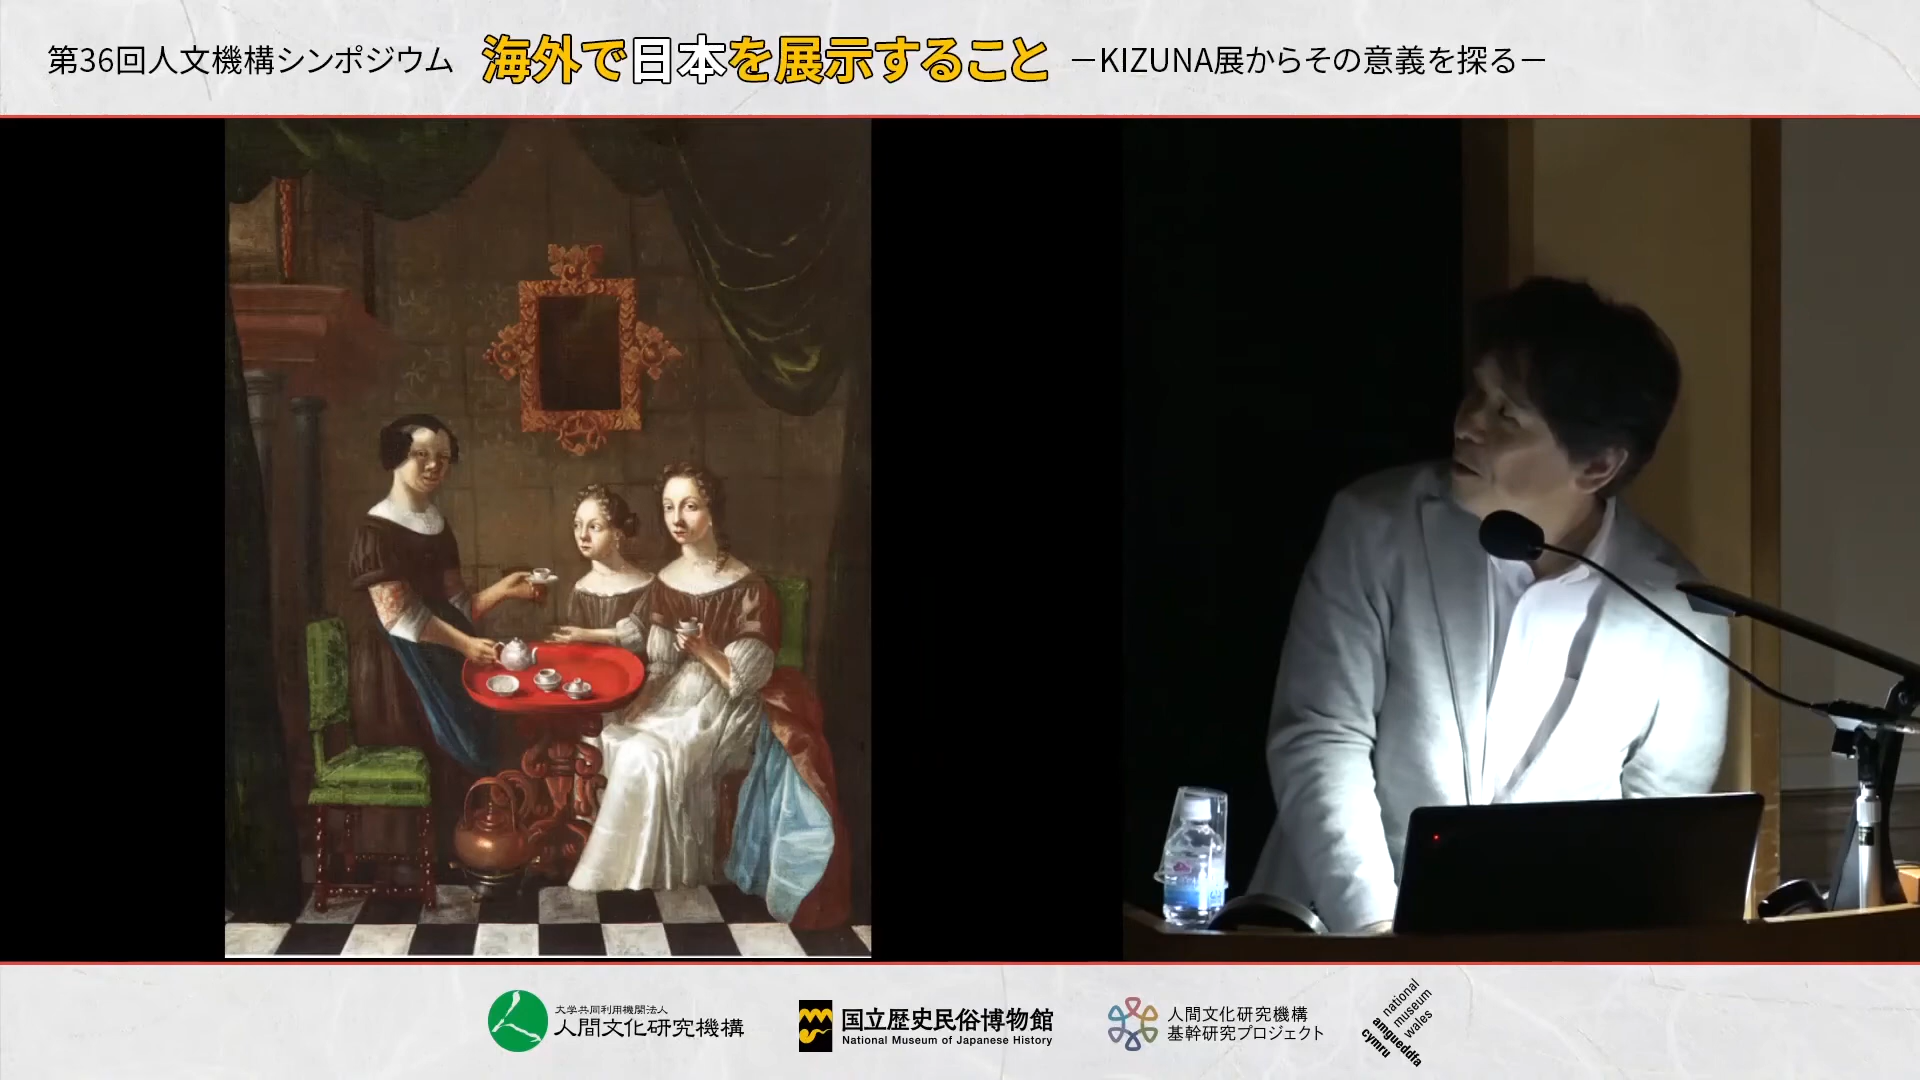 第36回人文機構シンポジウム 海外で日本を展示すること －KIZUNA展からその意義を探る－
大学共同利用機関法人
人間文化研究機構
国立歴史民俗博物館
National Museum of Japanese History
人間文化研究機構
基幹研究プロジェクト
national
museum
wales
amgueddfa
cymru